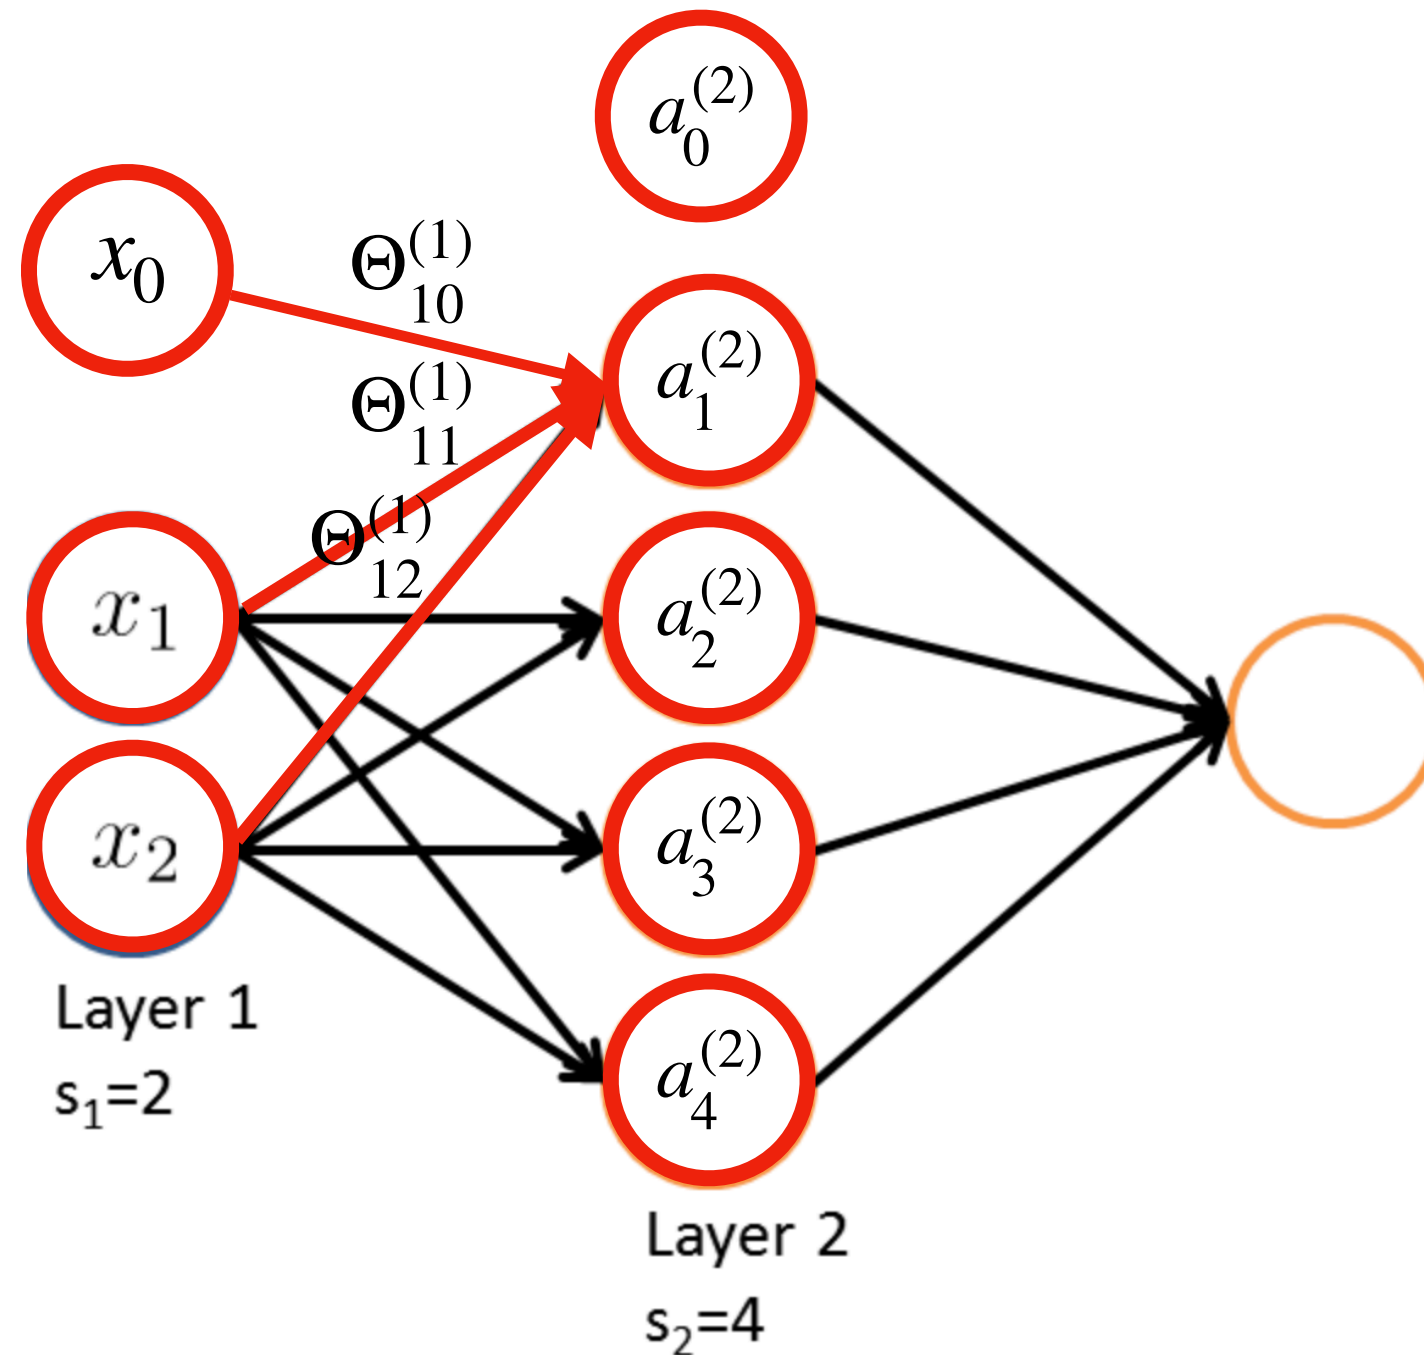 a₀⁽²⁾
x₀
Θ₁₀⁽¹⁾
Θ₁₁⁽¹⁾
a₁⁽²⁾
Θ₁₂⁽¹⁾
x₁
a₂⁽²⁾
x₂
a₃⁽²⁾
Layer 1
s₁=2
a₄⁽²⁾
Layer 2
s₂=4